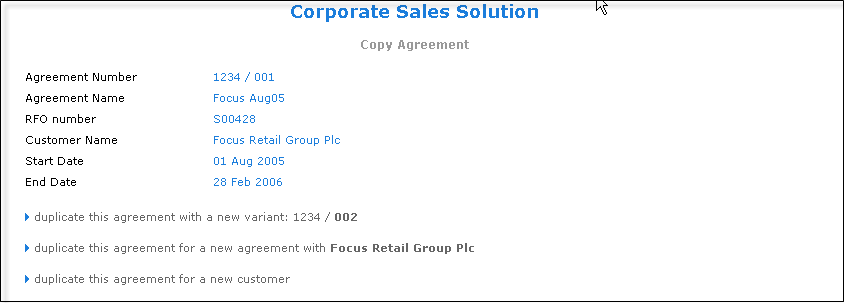 Corporate Sales Solution
Copy Agreement
Agreement Number 1234 / 001
Agreement Name Focus Aug05
RFO number S00428
Customer Name Focus Retail Group Plc
Start Date 01 Aug 2005
End Date 28 Feb 2006
duplicate this agreement with a new variant: 1234 / 002
duplicate this agreement for a new agreement with Focus Retail Group Plc
duplicate this agreement for a new customer